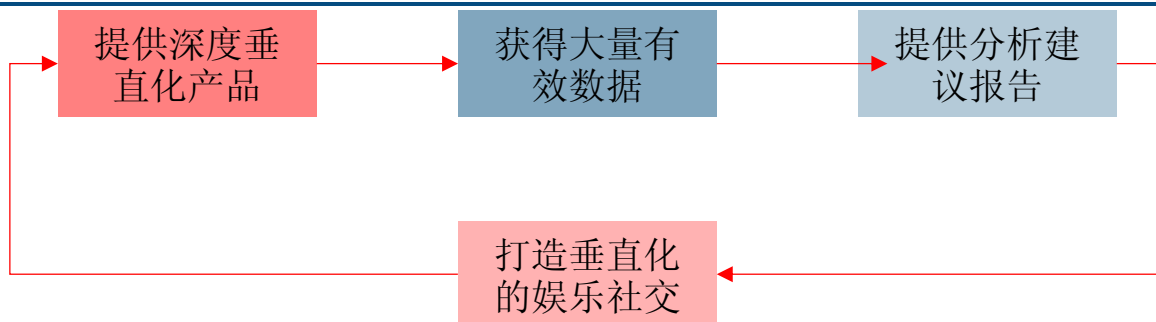 提供深度垂
直化产品
获得大量有
效数据
提供分析建
议报告
打造垂直化
的娱乐社交